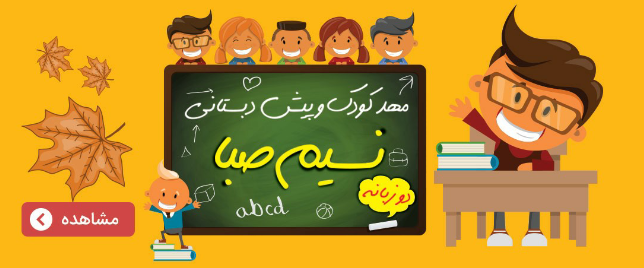 مهد کودک و پیش دبستانی
نسیم صبا
دوزبانه
abcd
مشاهده